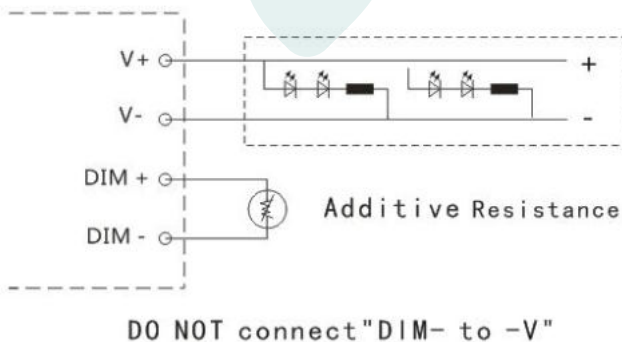 V+
+
V-
-
DIM +
Additive Resistance
DIM -
DO NOT connect"DIM- to -V"